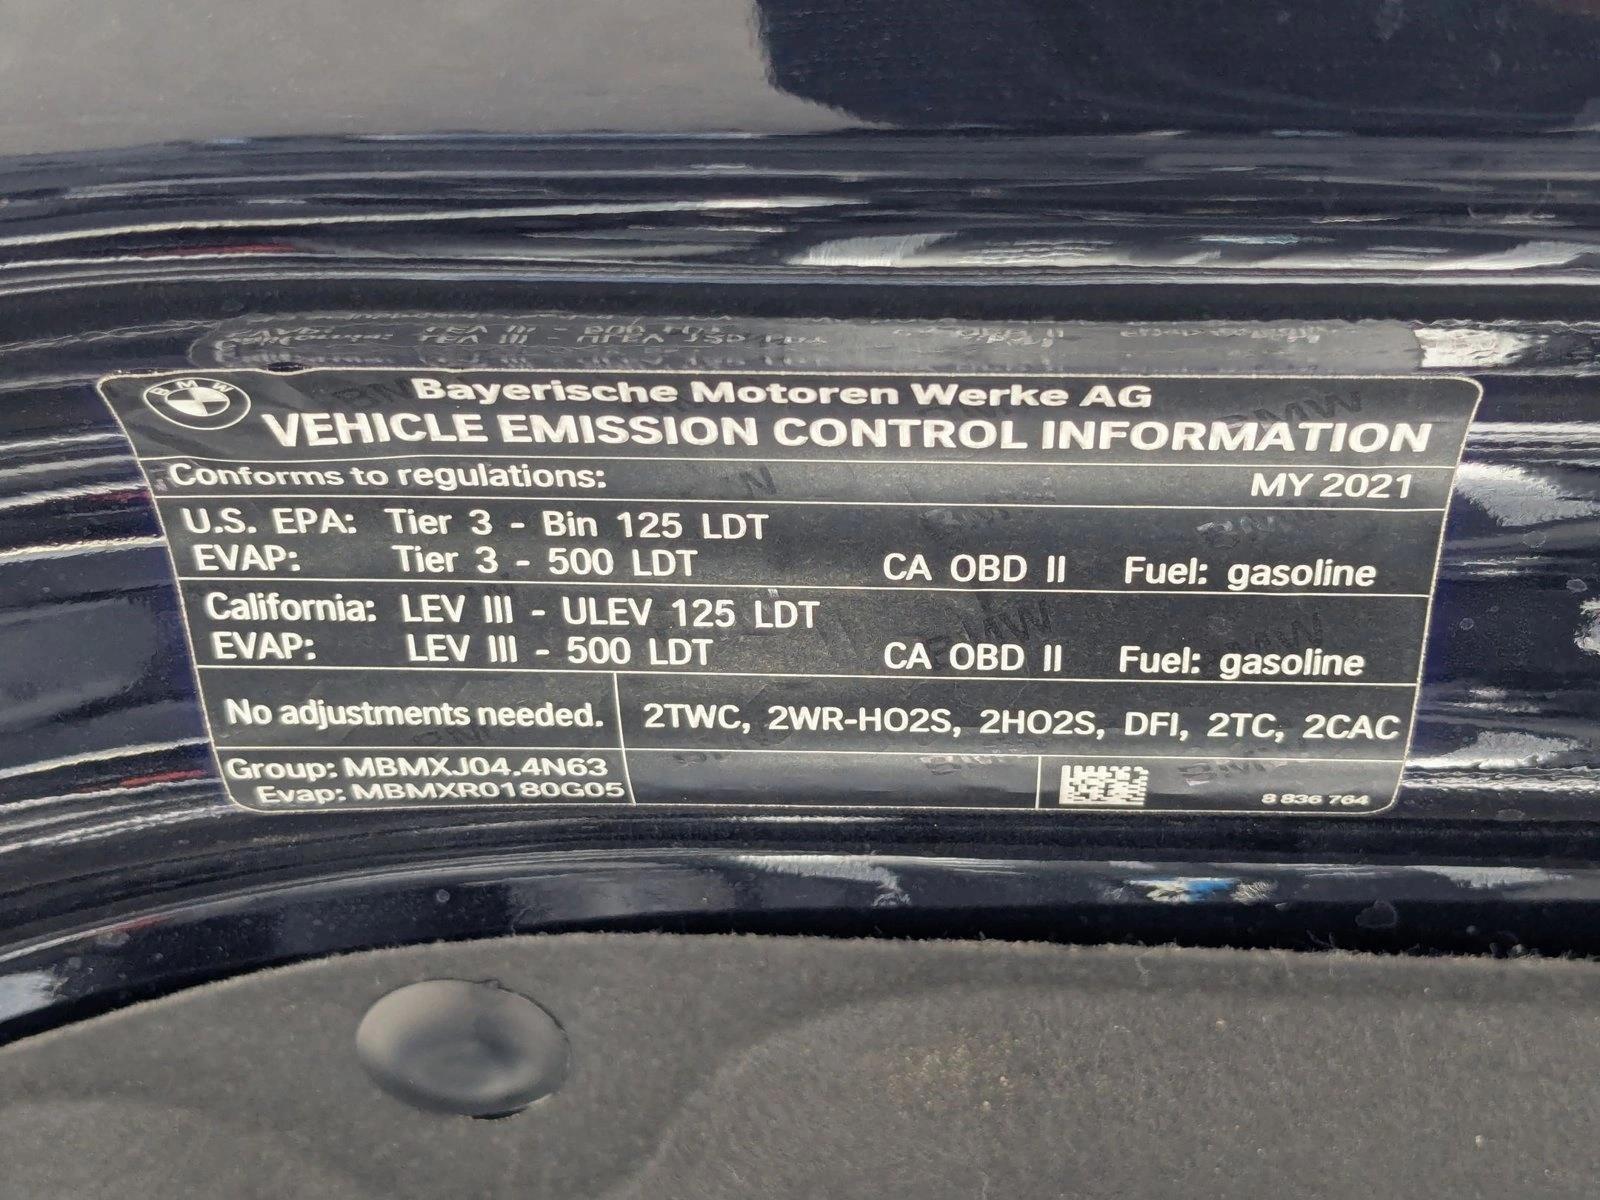 BMW
Bayerische Motoren Werke AG
VEHICLE EMISSION CONTROL INFORMATION
Conforms to regulations: MY 2021
U.S. EPA: Tier 3 - Bin 125 LDT
EVAP: Tier 3 - 500 LDT CA OBD II Fuel: gasoline
California: LEV III - ULEV 125 LDT
EVAP: LEV III - 500 LDT CA OBD II Fuel: gasoline
No adjustments needed. 2TWC, 2WR-HO2S, 2HO2S, DFI, 2TC, 2CAC
Group: MBMXJ04.4N63
Evap: MBMXR0180G05
8 836 764